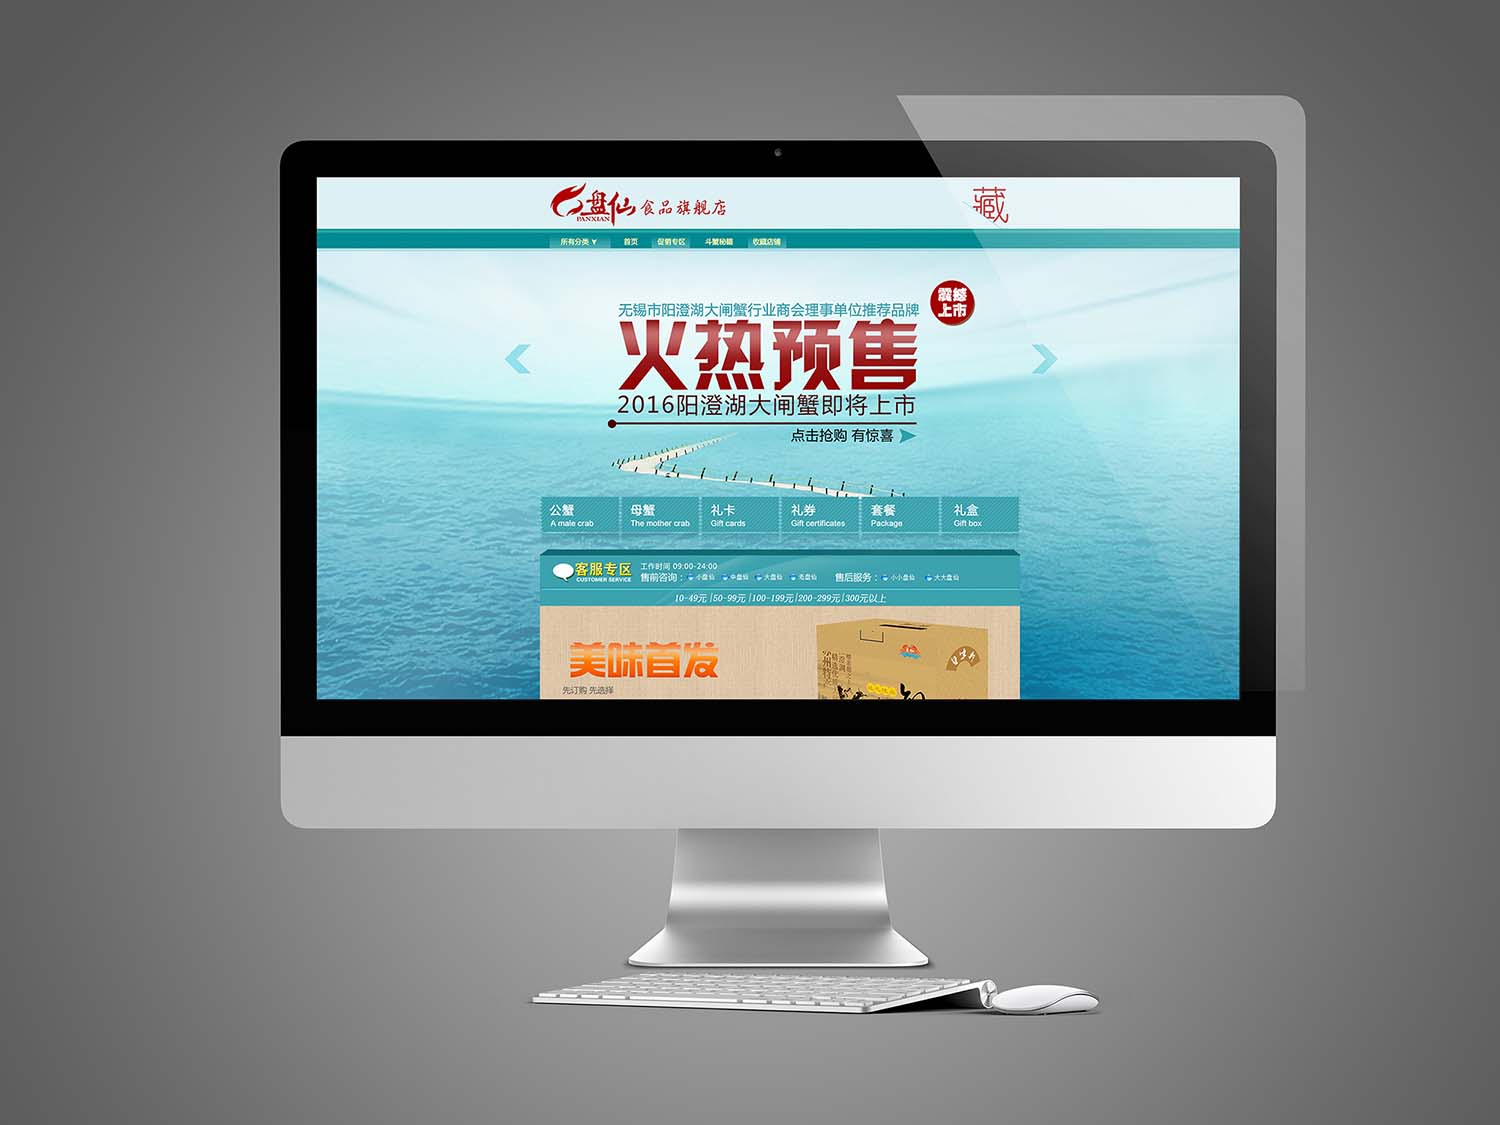 盘仙 食品旗舰店
PANXIAN
藏
所有分类 ▼ 首页 促销专区 斗蟹秘籍 收藏店铺
无锡市阳澄湖大闸蟹行业商会理事单位推荐品牌
震撼
上市
火热预售
2016阳澄湖大闸蟹即将上市
点击抢购 有惊喜
公蟹 母蟹 礼卡 礼券 套餐 礼盒
A male crab The mother crab Gift cards Gift certificates Package Gift box
客服专区 工作时间 09:00-24:00
CUSTOMER SERVICE 售前咨询： 小盘仙 中盘仙 大盘仙 老盘仙 售后服务： 小小盘仙 大大盘仙
10-49元 |50-99元 |100-199元|200-299元|300元以上
美味首发
先订购 先选择